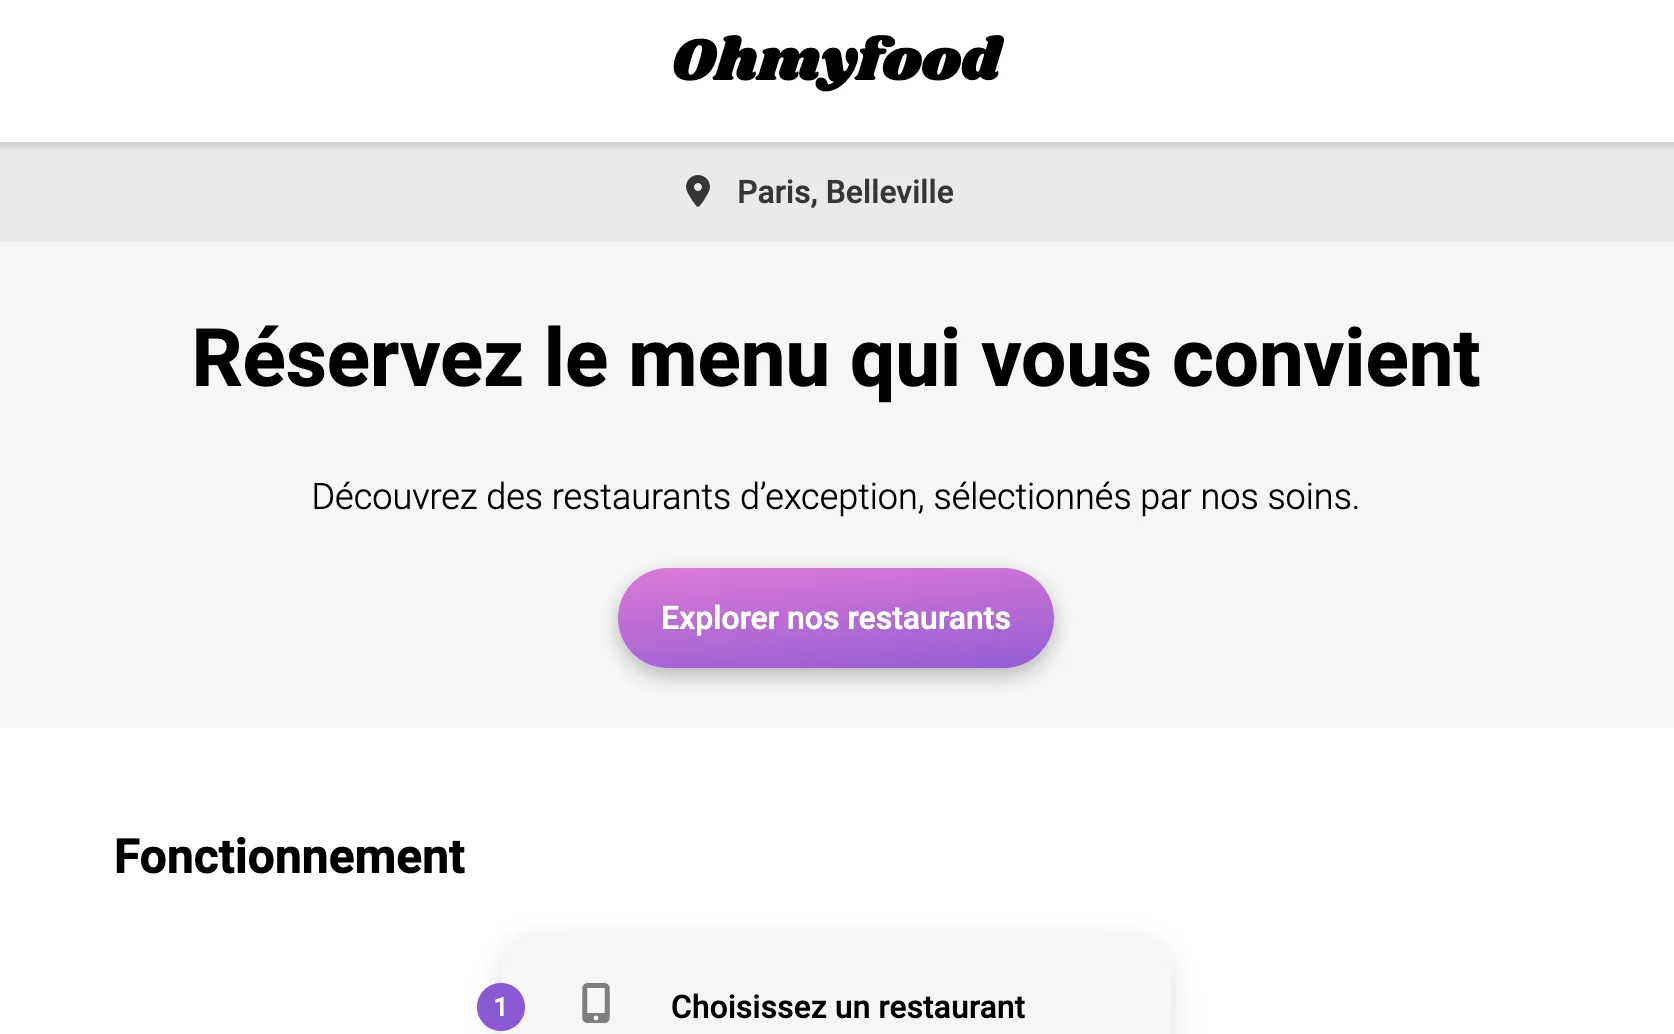 Ohmyfood
Paris, Belleville
Réservez le menu qui vous convient
Découvrez des restaurants d’exception, sélectionnés par nos soins.
Explorer nos restaurants
Fonctionnement
1 Choisissez un restaurant